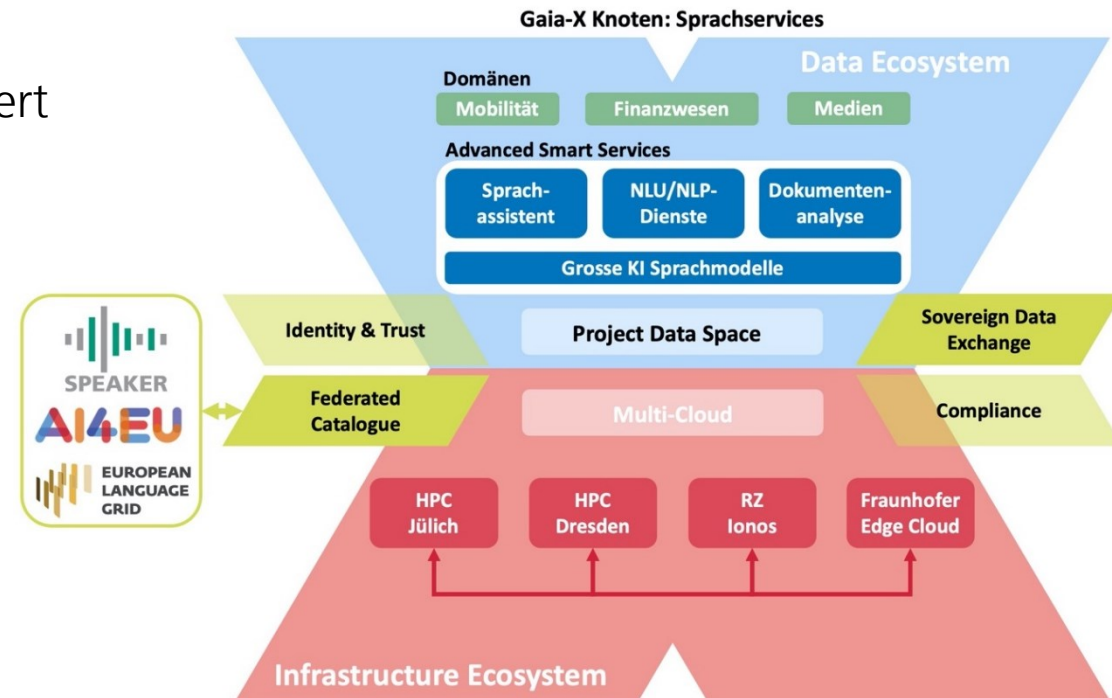 Gaia-X Knoten: Sprachservices
Data Ecosystem
ert
Domänen
Mobilität
Finanzwesen
Medien
Advanced Smart Services
Sprach-
assistent
NLU/NLP-
Dienste
Dokumenten-
analyse
Grosse KI Sprachmodelle
Identity & Trust
Project Data Space
Sovereign Data
Exchange
SPEAKER
AI4EU
EUROPEAN
LANGUAGE
GRID
Federated
Catalogue
Multi-Cloud
Compliance
HPC
Jülich
HPC
Dresden
RZ
Ionos
Fraunhofer
Edge Cloud
Infrastructure Ecosystem